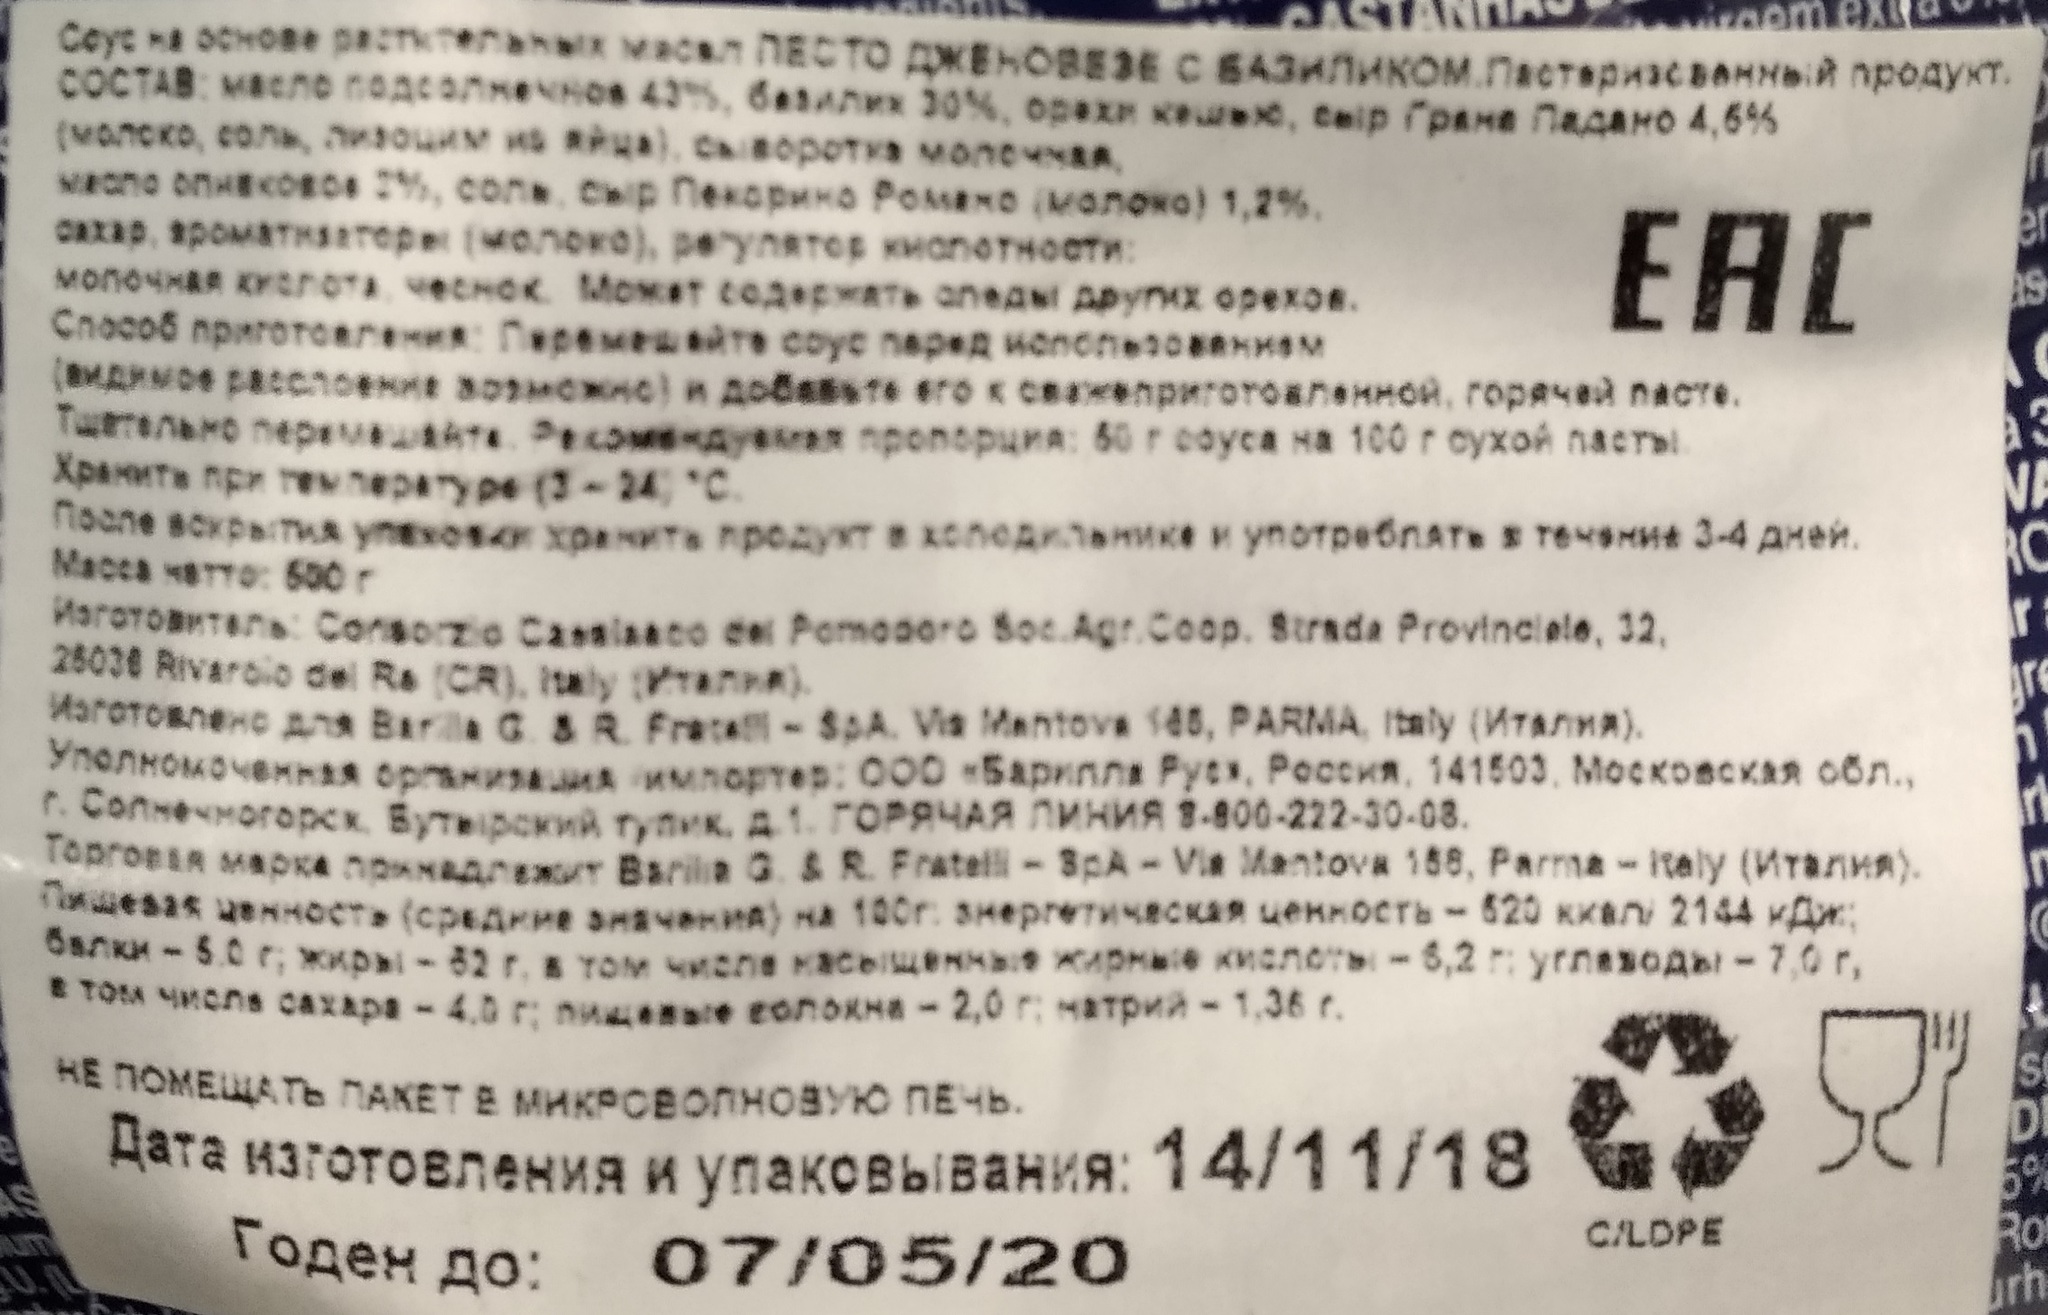 CASTANHAS
Соус на основе растительных масел ПЕСТО ДЖЕНОВЕЗЕ С БАЗИЛИКОМ.Пастеризованный продукт.
СОСТАВ: масло подсолнечное 43%, базилик 30%, орехи кешью, сыр Грана Падано 4,6%
(молоко, соль, лизоцим из яйца), сыворотка молочная,
масло оливковое 2%, соль, сыр Пекорино Романо (молоко) 1,2%,
сахар, ароматизаторы (молоко), регулятор кислотности:
молочная кислота, чеснок. Может содержать следы других орехов.
EAC
Способ приготовления: Перемешайте соус перед использованием
(видимое расслоение возможно) и добавьте его к свежеприготовленной, горячей пасте.
Тщательно перемешайте. Рекомендуемая пропорция: 60 г соуса на 100 г сухой пасты.
Хранить при температуре (3 – 24) °C.
После вскрытия упаковки хранить продукт в холодильнике и употреблять в течение 3-4 дней.
Масса нетто: 500 г
Изготовитель: Consorzio Casalasco del Pomodoro Soc.Agr.Coop. Strada Provinciale, 32,
26036 Rivarolo del Re (CR), Italy (Италия).
Изготовлено для Barilla G. & R. Fratelli – SpA. Via Mantova 166, PARMA, Italy (Италия).
Уполномоченная организация импортер: ООО «Барилла Рус», Россия, 141503, Московская обл.,
г. Солнечногорск, Бутырский тупик, д.1. ГОРЯЧАЯ ЛИНИЯ 8-800-222-30-08.
Торговая марка принадлежит Barilla G. & R. Fratelli – SpA – Via Mantova 166, Parma – Italy (Италия).
Пищевая ценность (средние значения) на 100г: энергетическая ценность – 520 ккал/ 2144 кДж;
белки – 5,0 г; жиры – 52 г, в том числе насыщенные жирные кислоты – 6,2 г; углеводы – 7,0 г,
в том числе сахара – 4,0 г; пищевые волокна – 2,0 г; натрий – 1,36 г.
НЕ ПОМЕЩАТЬ ПАКЕТ В МИКРОВОЛНОВУЮ ПЕЧЬ.
Дата изготовления и упаковывания: 14/11/18
Годен до: 07/05/20
C/LDPE